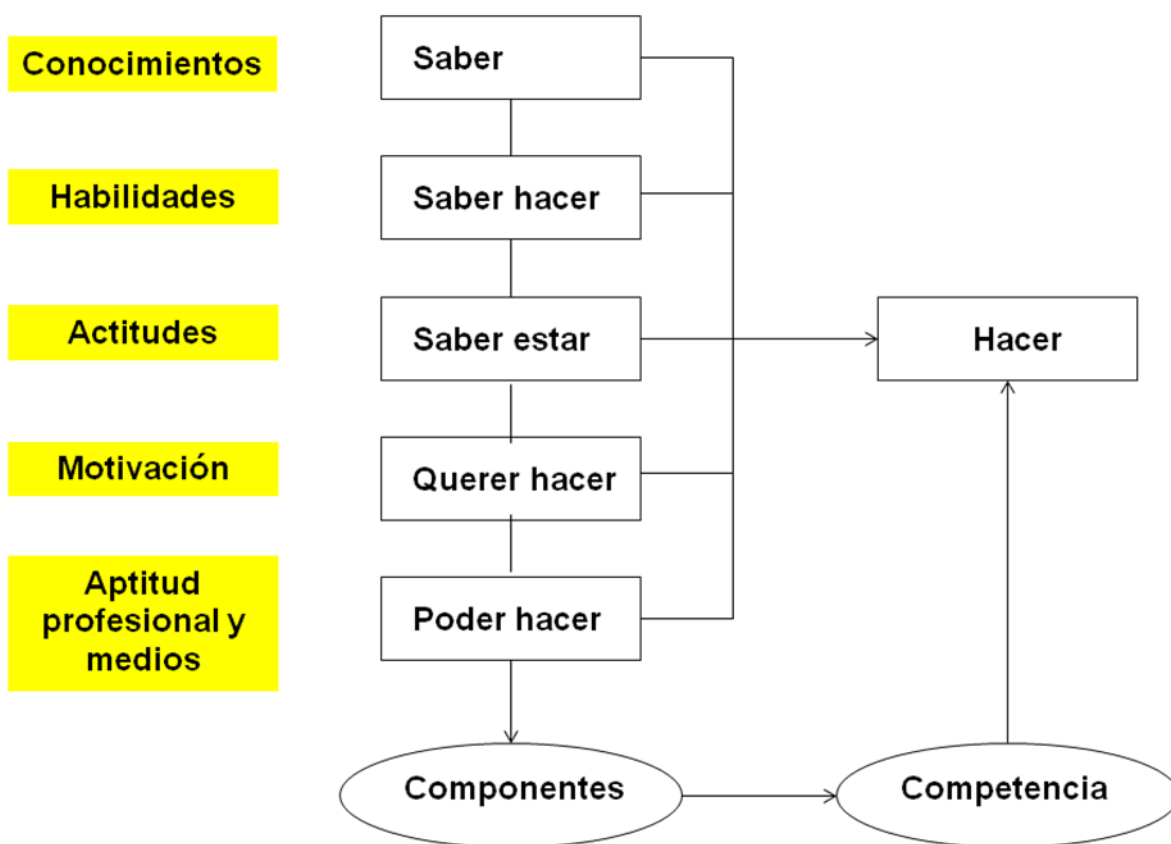 Conocimientos
Saber
Habilidades
Saber hacer
Actitudes
Saber estar
Hacer
Motivación
Querer hacer
Aptitud
profesional y
medios
Poder hacer
Componentes
Competencia